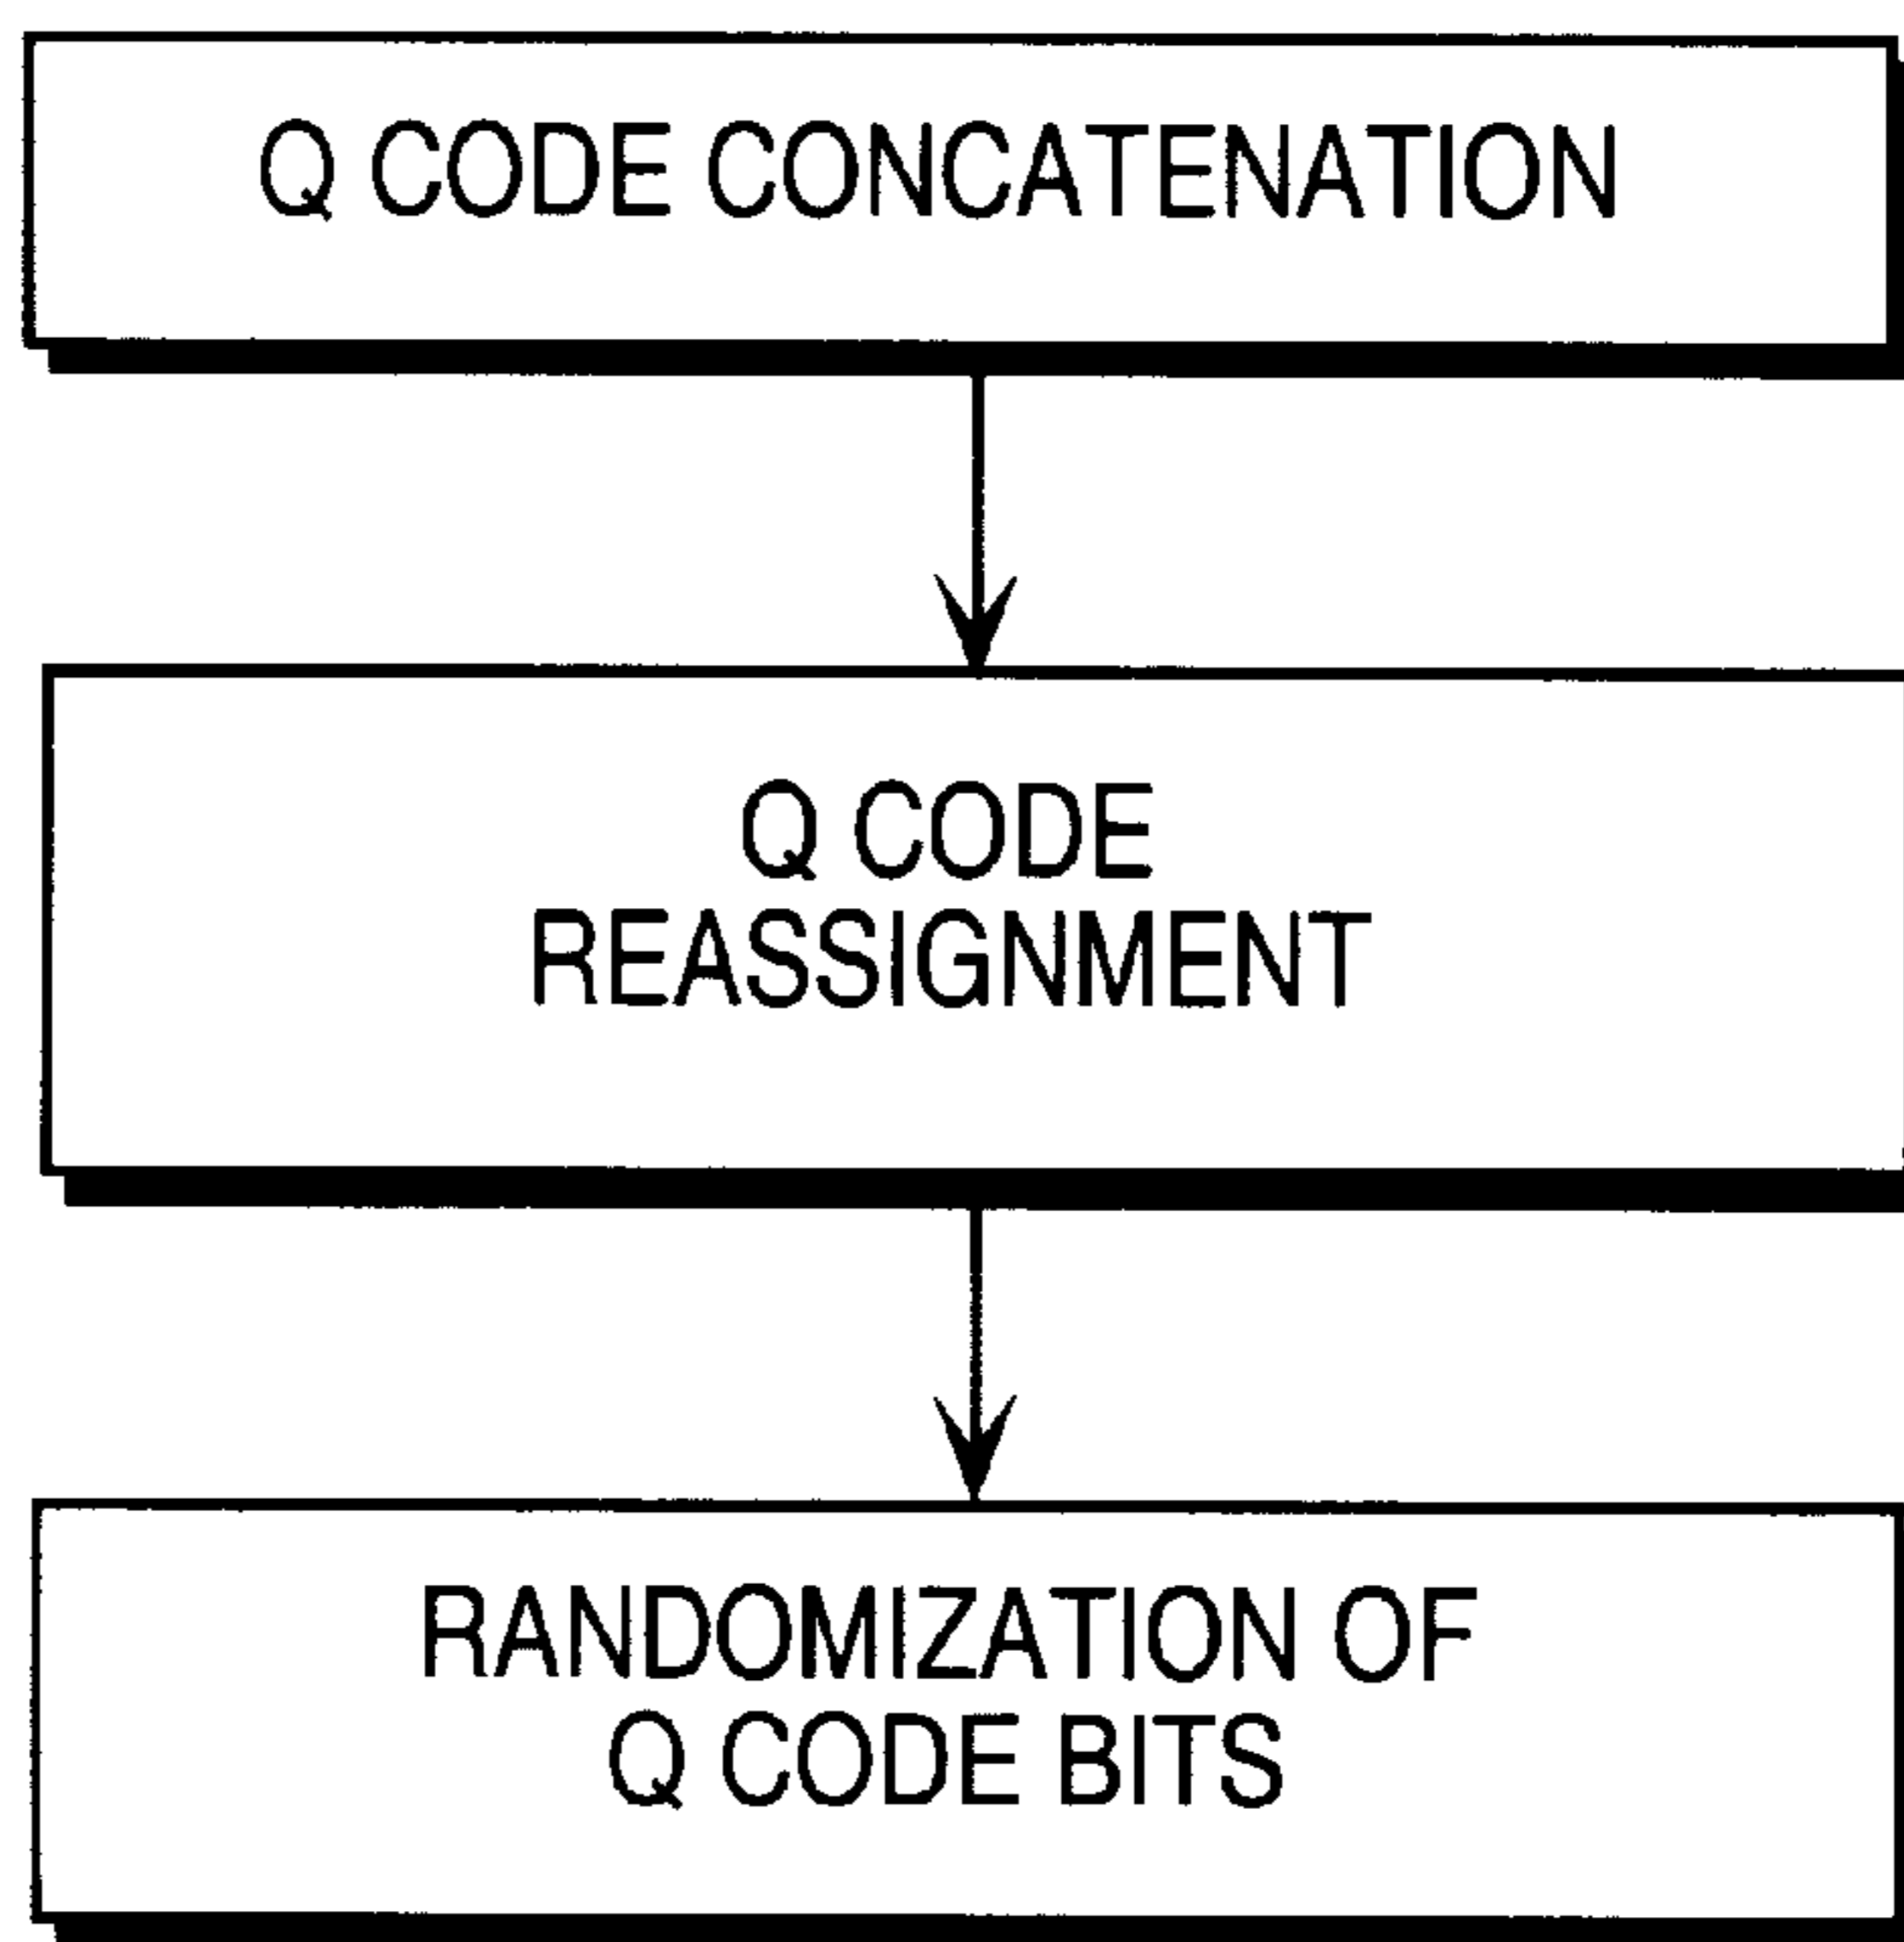 Q CODE CONCATENATION
Q CODE
REASSIGNMENT
RANDOMIZATION OF
Q CODE BITS